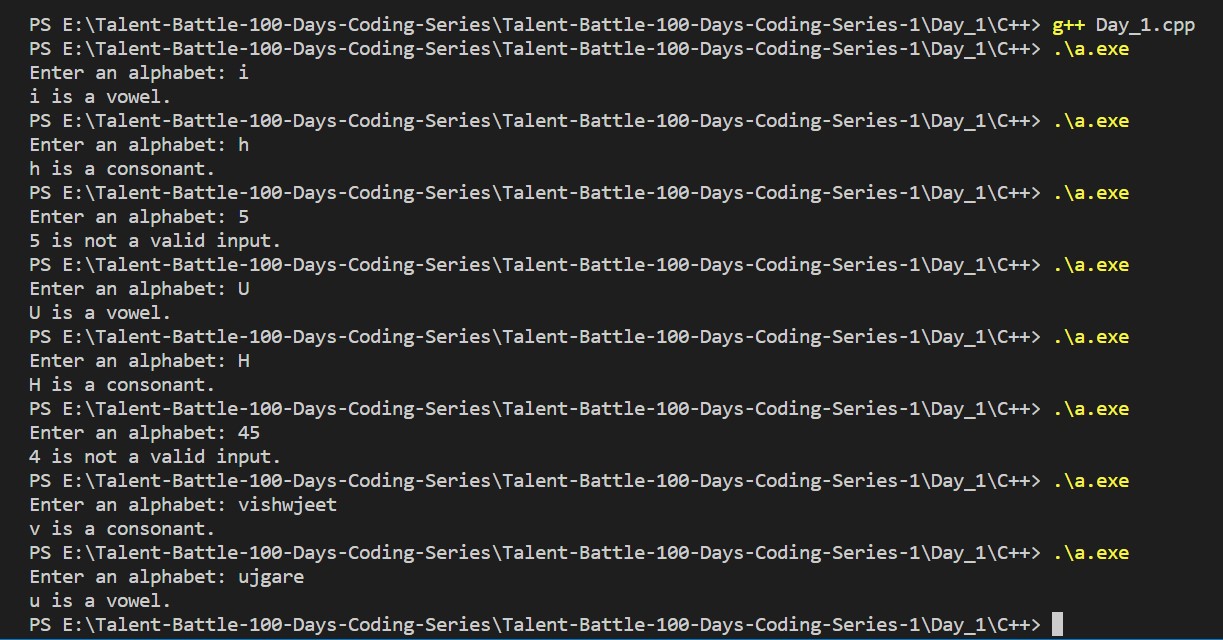 PS E:\Talent-Battle-100-Days-Coding-Series\Talent-Battle-100-Days-Coding-Series-1\Day_1\C++> g++ Day_1.cpp
PS E:\Talent-Battle-100-Days-Coding-Series\Talent-Battle-100-Days-Coding-Series-1\Day_1\C++> .\a.exe
Enter an alphabet: i
i is a vowel.
PS E:\Talent-Battle-100-Days-Coding-Series\Talent-Battle-100-Days-Coding-Series-1\Day_1\C++> .\a.exe
Enter an alphabet: h
h is a consonant.
PS E:\Talent-Battle-100-Days-Coding-Series\Talent-Battle-100-Days-Coding-Series-1\Day_1\C++> .\a.exe
Enter an alphabet: 5
5 is not a valid input.
PS E:\Talent-Battle-100-Days-Coding-Series\Talent-Battle-100-Days-Coding-Series-1\Day_1\C++> .\a.exe
Enter an alphabet: U
U is a vowel.
PS E:\Talent-Battle-100-Days-Coding-Series\Talent-Battle-100-Days-Coding-Series-1\Day_1\C++> .\a.exe
Enter an alphabet: H
H is a consonant.
PS E:\Talent-Battle-100-Days-Coding-Series\Talent-Battle-100-Days-Coding-Series-1\Day_1\C++> .\a.exe
Enter an alphabet: 45
4 is not a valid input.
PS E:\Talent-Battle-100-Days-Coding-Series\Talent-Battle-100-Days-Coding-Series-1\Day_1\C++> .\a.exe
Enter an alphabet: vishwjeet
v is a consonant.
PS E:\Talent-Battle-100-Days-Coding-Series\Talent-Battle-100-Days-Coding-Series-1\Day_1\C++> .\a.exe
Enter an alphabet: ujgare
u is a vowel.
PS E:\Talent-Battle-100-Days-Coding-Series\Talent-Battle-100-Days-Coding-Series-1\Day_1\C++>